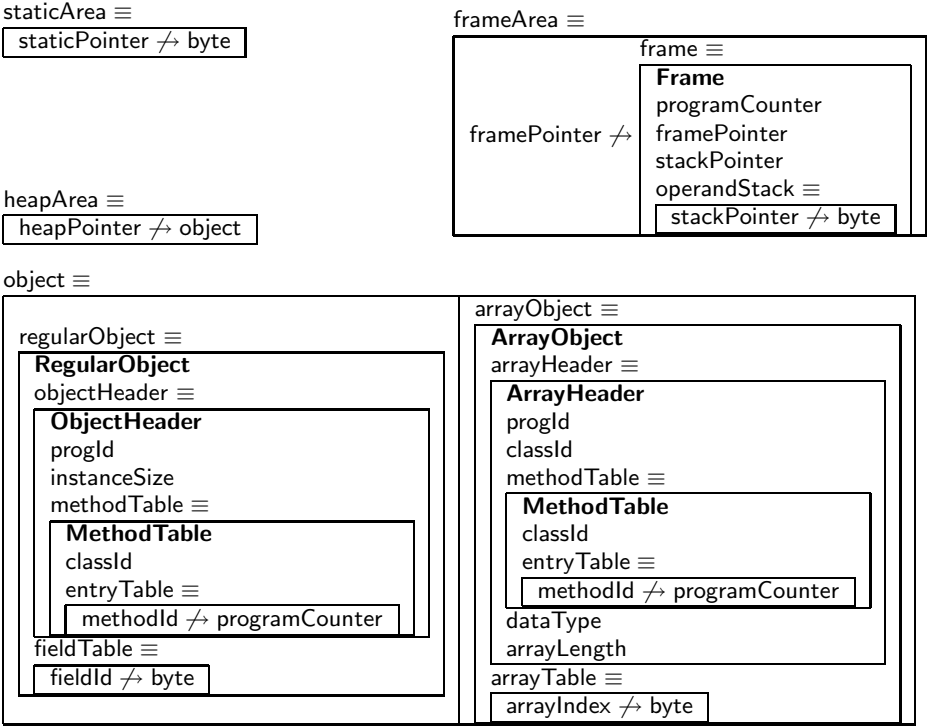 staticArea ≡
staticPointer ↛ byte
frameArea ≡
frame ≡
Frame
programCounter
framePointer ↛
framePointer
stackPointer
operandStack ≡
stackPointer ↛ byte
heapArea ≡
heapPointer ↛ object
object ≡
regularObject ≡
RegularObject
objectHeader ≡
ObjectHeader
progId
instanceSize
methodTable ≡
MethodTable
classId
entryTable ≡
methodId ↛ programCounter
fieldTable ≡
fieldId ↛ byte
arrayObject ≡
ArrayObject
arrayHeader ≡
ArrayHeader
progId
classId
methodTable ≡
MethodTable
classId
entryTable ≡
methodId ↛ programCounter
dataType
arrayLength
arrayTable ≡
arrayIndex ↛ byte